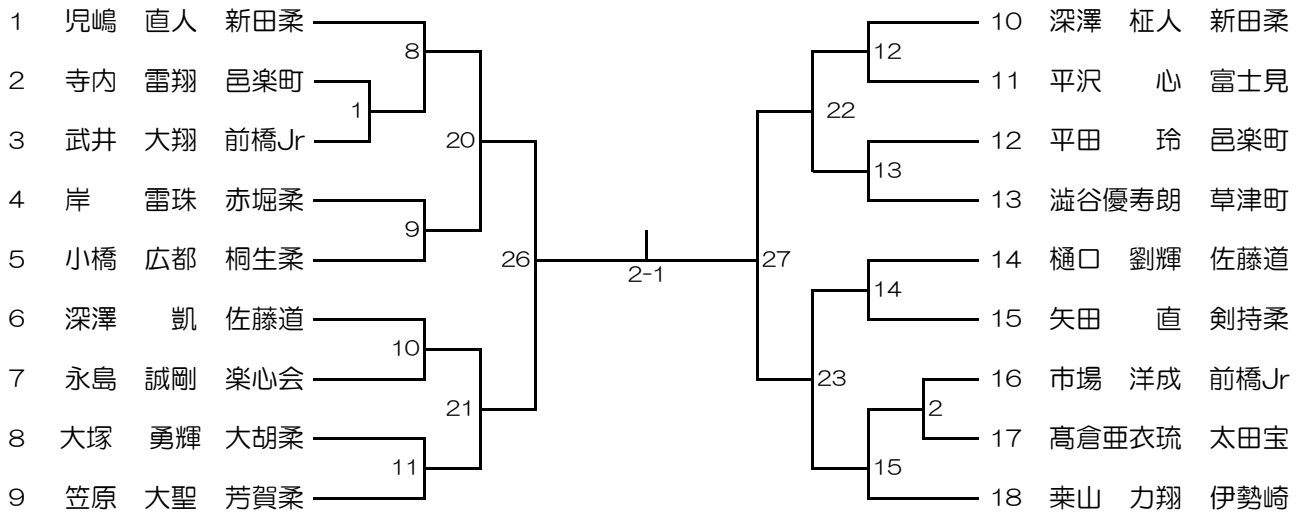 1 児嶋 直人 新田柔
2 寺内 雷翔 邑楽町
3 武井 大翔 前橋Jr
4 岸 雷珠 赤堀柔
5 小橋 広都 桐生柔
6 深澤 凱 佐藤道
7 永島 誠剛 楽心会
8 大塚 勇輝 大胡柔
9 笠原 大聖 芳賀柔
8
1
20
9
26
10
21
11
2-1
12
22
13
27
14
23
2
15
10 深澤 柾人 新田柔
11 平沢 心 富士見
12 平田 玲 邑楽町
13 澁谷優寿朗 草津町
14 樋口 劉輝 佐藤道
15 矢田 直 剣持柔
16 市場 洋成 前橋Jr
17 髙倉亜衣琉 太田宝
18 桒山 力翔 伊勢崎